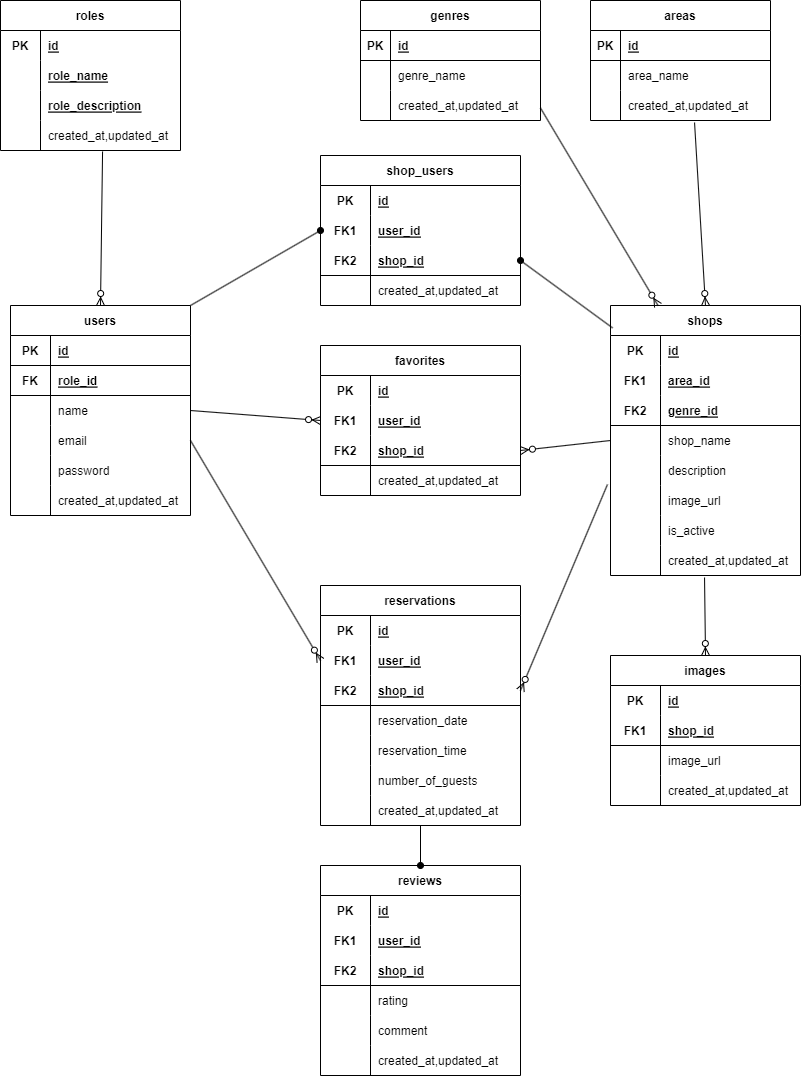 roles
PK id
role_name
role_description
created_at,updated_at
genres
PK id
genre_name
created_at,updated_at
areas
PK id
area_name
created_at,updated_at
shop_users
PK id
FK1 user_id
FK2 shop_id
created_at,updated_at
users
PK id
FK role_id
name
email
password
created_at,updated_at
favorites
PK id
FK1 user_id
FK2 shop_id
created_at,updated_at
shops
PK id
FK1 area_id
FK2 genre_id
shop_name
description
image_url
is_active
created_at,updated_at
reservations
PK id
FK1 user_id
FK2 shop_id
reservation_date
reservation_time
number_of_guests
created_at,updated_at
images
PK id
FK1 shop_id
image_url
created_at,updated_at
reviews
PK id
FK1 user_id
FK2 shop_id
rating
comment
created_at,updated_at